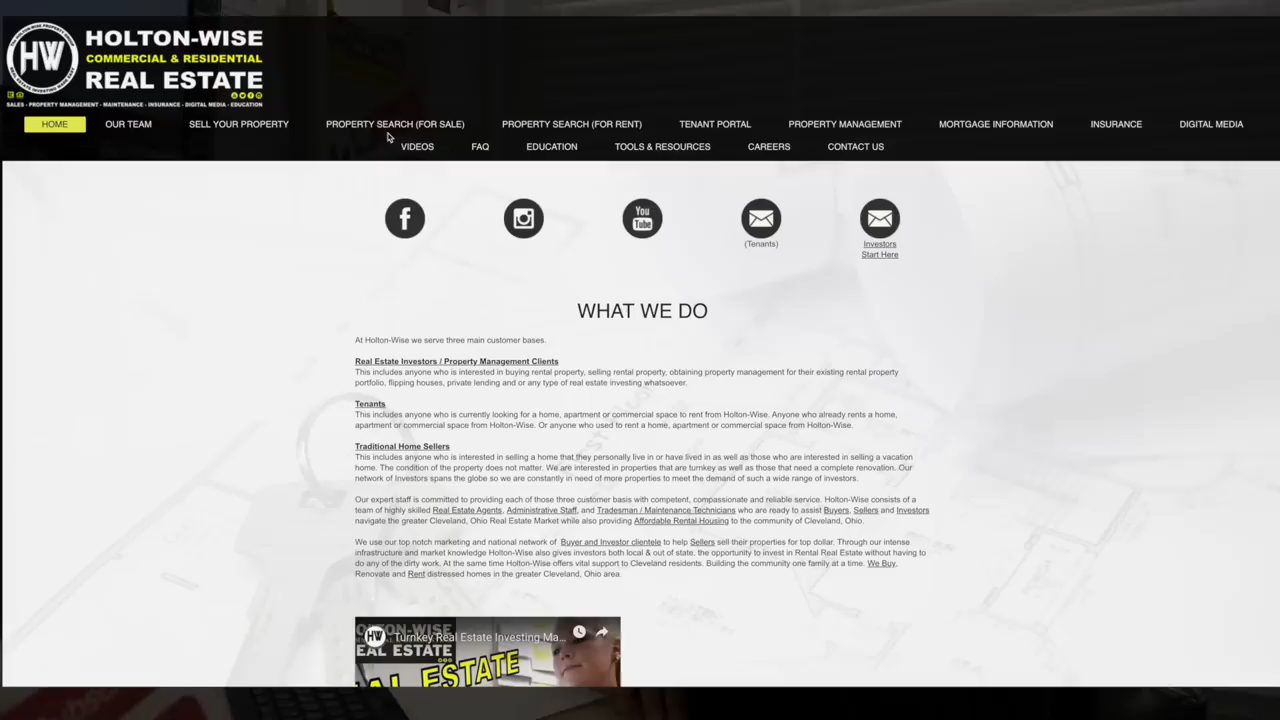 HW
HOLTON-WISE
COMMERCIAL & RESIDENTIAL
REAL ESTATE
SALES - PROPERTY MANAGEMENT - MAINTENANCE - INSURANCE - DIGITAL MEDIA - EDUCATION
HOME OUR TEAM SELL YOUR PROPERTY PROPERTY SEARCH (FOR SALE) PROPERTY SEARCH (FOR RENT) TENANT PORTAL PROPERTY MANAGEMENT MORTGAGE INFORMATION INSURANCE DIGITAL MEDIA
VIDEOS FAQ EDUCATION TOOLS & RESOURCES CAREERS CONTACT US
You
Tube
(Tenants)
Investors
Start Here
WHAT WE DO
At Holton-Wise we serve three main customer bases.
Real Estate Investors / Property Management Clients
This includes anyone who is interested in buying rental property, selling rental property, obtaining property management for their existing rental property
portfolio, flipping houses, private lending and or any type of real estate investing whatsoever.
Tenants
This includes anyone who is currently looking for a home, apartment or commercial space to rent from Holton-Wise. Anyone who already rents a home,
apartment or commercial space from Holton-Wise. Or anyone who used to rent a home, apartment or commercial space from Holton-Wise.
Traditional Home Sellers
This includes anyone who is interested in selling a home that they personally live in or have lived in as well as those who are interested in selling a vacation
home. The condition of the property does not matter. We are interested in properties that are turnkey as well as those that need a complete renovation. Our
network of Investors spans the globe so we are constantly in need of more properties to meet the demand of such a wide range of investors.
Our expert staff is committed to providing each of those three customer basis with competent, compassionate and reliable service. Holton-Wise consists of a
team of highly skilled Real Estate Agents, Administrative Staff, and Tradesman / Maintenance Technicians who are ready to assist Buyers, Sellers and Investors
navigate the greater Cleveland, Ohio Real Estate Market while also providing Affordable Rental Housing to the community of Cleveland, Ohio.
We use our top notch marketing and national network of Buyer and Investor clientele to help Sellers sell their properties for top dollar. Through our intense
infrastructure and market knowledge Holton-Wise also gives investors both local & out of state, the opportunity to invest in Rental Real Estate without having to
do any of the dirty work. At the same time Holton-Wise offers vital support to Cleveland residents. Building the community one family at a time. We Buy,
Renovate and Rent distressed homes in the greater Cleveland, Ohio area.
HW Turnkey Real Estate Investing Ma...
REAL ESTATE
ESTATE